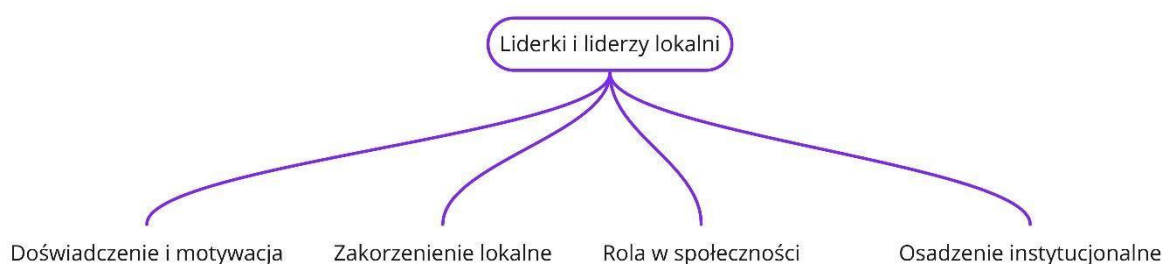 Liderki i liderzy lokalni
Doświadczenie i motywacja
Zakorzenienie lokalne
Rola w społeczności
Osadzenie instytucjonalne